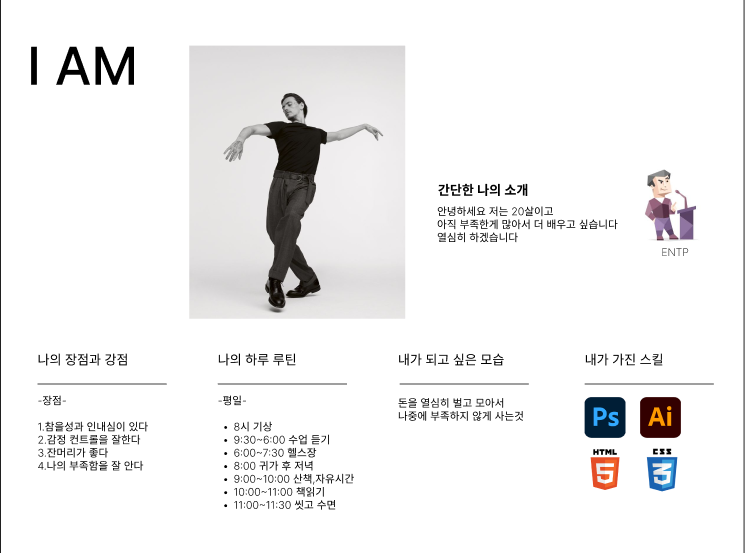 I AM
간단한 나의 소개
안녕하세요 저는 20살이고
아직 부족한게 많아서 더 배우고 싶습니다
열심히 하겠습니다
ENTP
나의 장점과 강점
-장점-
1.참을성과 인내심이 있다
2.감정 컨트롤을 잘한다
3.잔머리가 좋다
4.나의 부족함을 잘 안다
나의 하루 루틴
-평일-
• 8시 기상
• 9:30~6:00 수업 듣기
• 6:00~7:30 헬스장
• 8:00 귀가 후 저녁
• 9:00~10:00 산책,자유시간
• 10:00~11:00 책읽기
• 11:00~11:30 씻고 수면
내가 되고 싶은 모습
돈을 열심히 벌고 모아서
나중에 부족하지 않게 사는것
내가 가진 스킬
Ps
Ai
HTML
5
CSS
3